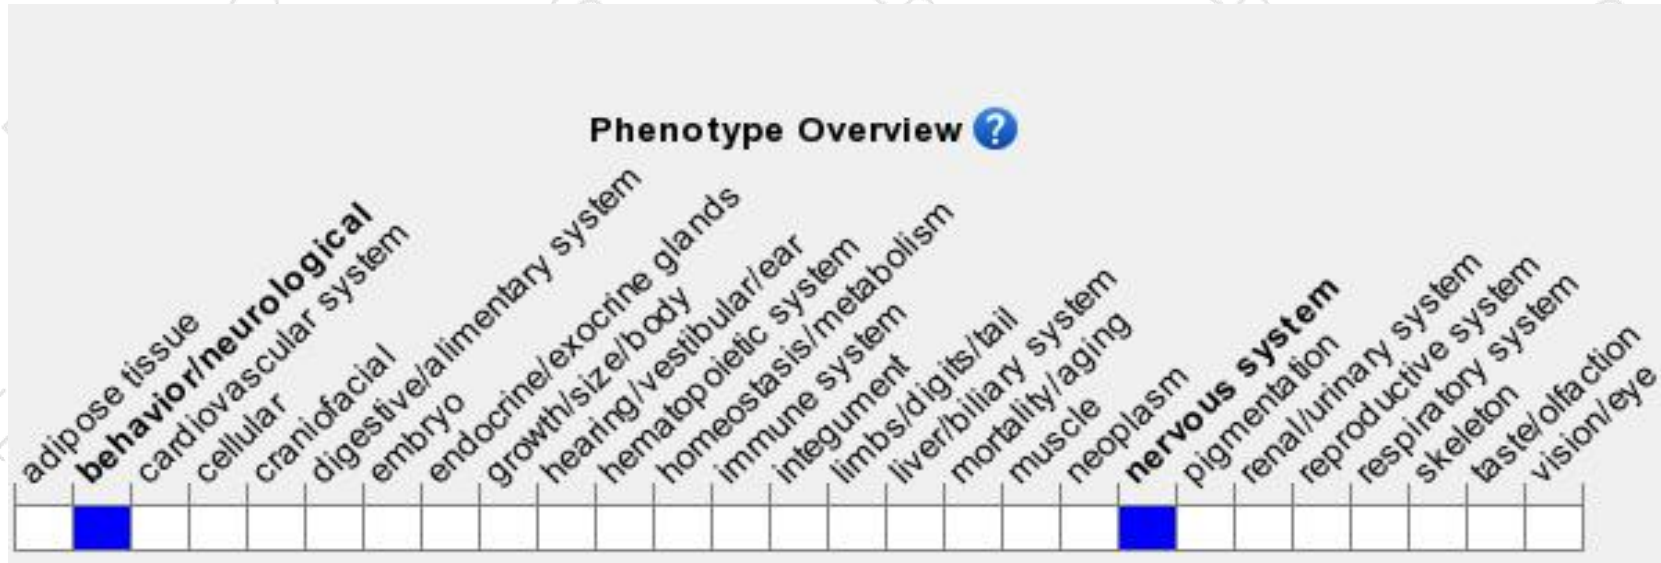 Phenotype Overview ?
adipose tissue
behavior/neurological
cardiovascular system
cellular
craniofacial
digestive/alimentary system
embryo
endocrine/exocrine glands
growth/size/body
hearing/vestibular/ear
hematopoietic system
homeostasis/metabolism
immune system
integument
limbs/digits/tail
liver/biliary system
mortality/aging
muscle
neoplasm
nervous system
pigmentation
renal/urinary system
reproductive system
respiratory system
skeleton
taste/olfaction
vision/eye